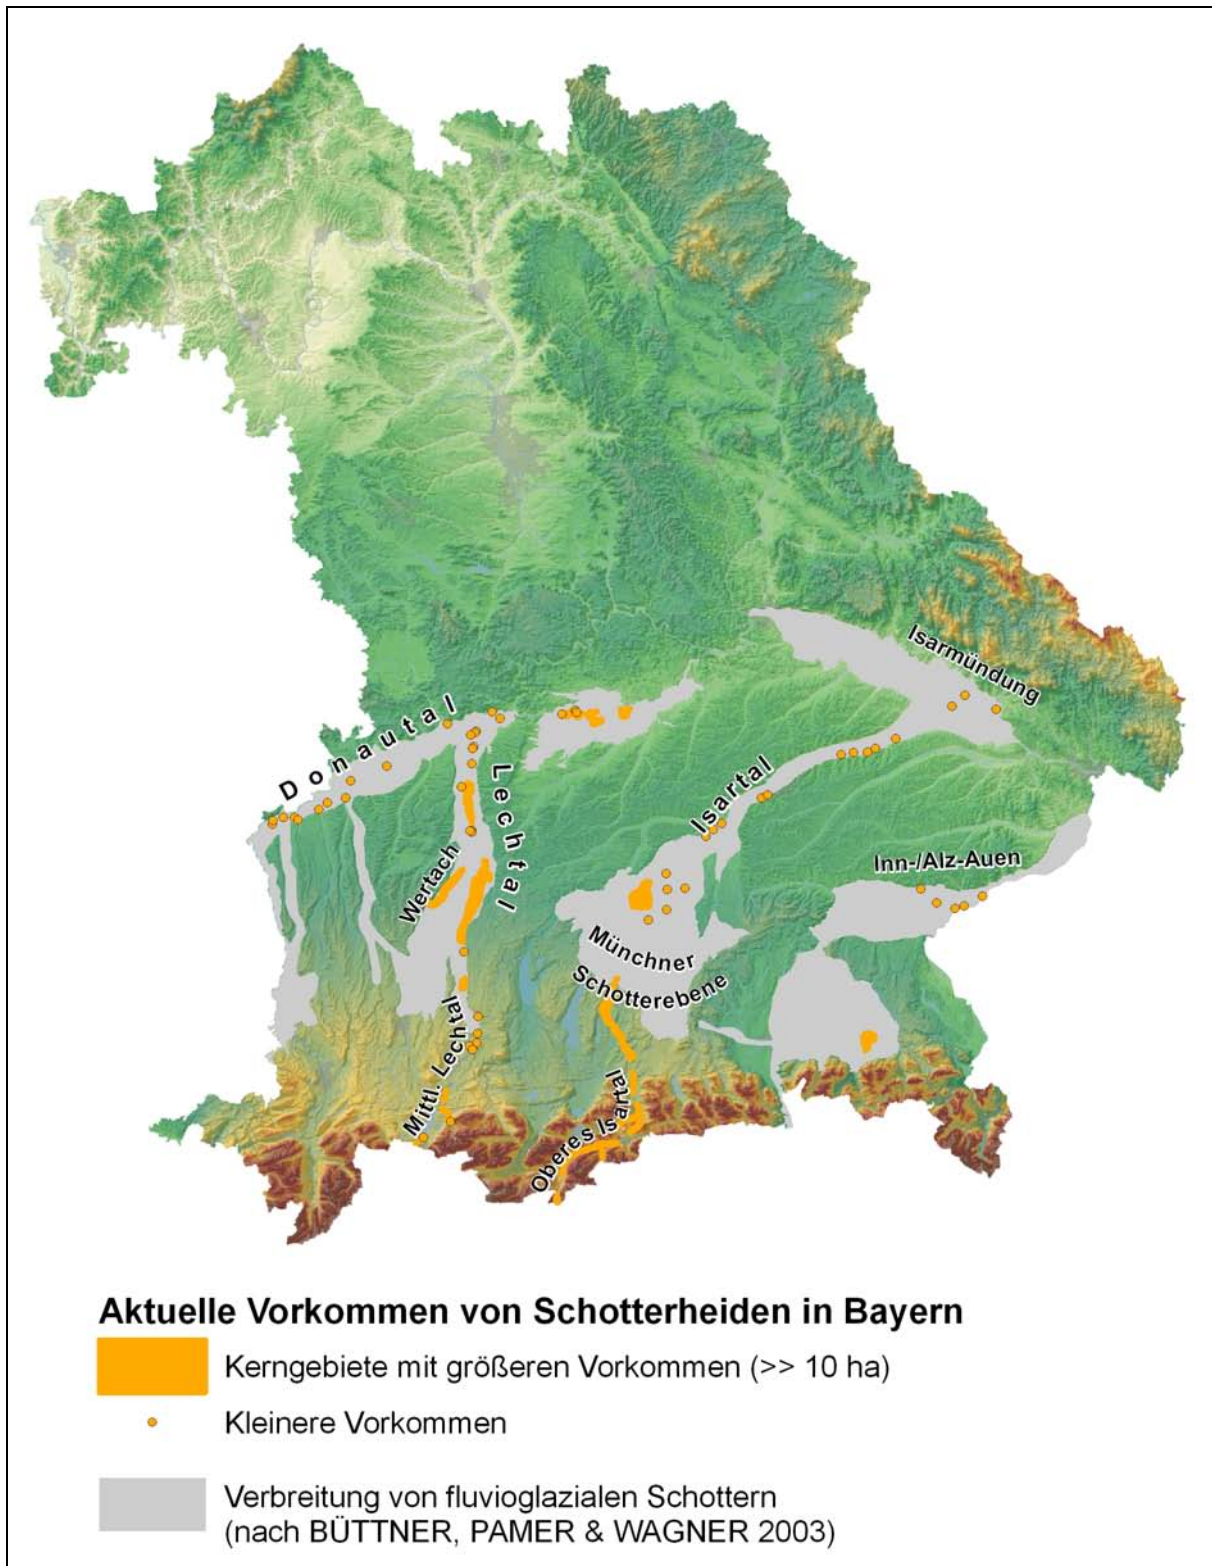 Isarmündung
Donautal
Lechtal
Isartal
Wertach
Inn-/Alz-Auen
Münchner
Schotterebene
Mittl. Lechtal
Oberes Isartal
Aktuelle Vorkommen von Schotterheiden in Bayern
Kerngebiete mit größeren Vorkommen (>> 10 ha)
Kleinere Vorkommen
Verbreitung von fluvioglazialen Schottern
(nach BÜTTNER, PAMER & WAGNER 2003)